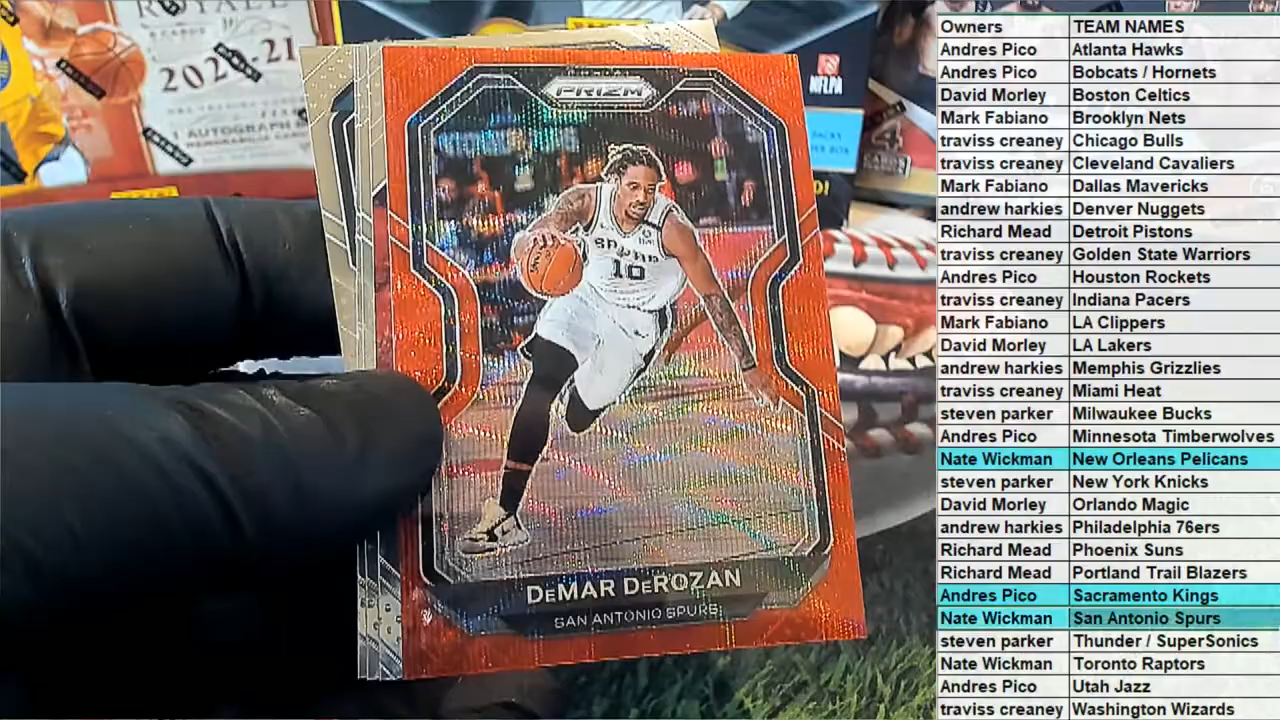 ROYALE
2020-21
1 AUTOGRAPH
MEMORABILIA
NFLPA
4
CARDS
PRIZM
SPURS
10
DeMAR DeROZAN
SAN ANTONIO SPURS
Owners TEAM NAMES
Andres Pico Atlanta Hawks
Andres Pico Bobcats / Hornets
David Morley Boston Celtics
Mark Fabiano Brooklyn Nets
traviss creaney Chicago Bulls
traviss creaney Cleveland Cavaliers
Mark Fabiano Dallas Mavericks
andrew harkies Denver Nuggets
Richard Mead Detroit Pistons
traviss creaney Golden State Warriors
Andres Pico Houston Rockets
traviss creaney Indiana Pacers
Mark Fabiano LA Clippers
David Morley LA Lakers
andrew harkies Memphis Grizzlies
traviss creaney Miami Heat
steven parker Milwaukee Bucks
Andres Pico Minnesota Timberwolves
Nate Wickman New Orleans Pelicans
steven parker New York Knicks
David Morley Orlando Magic
andrew harkies Philadelphia 76ers
Richard Mead Phoenix Suns
Richard Mead Portland Trail Blazers
Andres Pico Sacramento Kings
Nate Wickman San Antonio Spurs
steven parker Thunder / SuperSonics
Nate Wickman Toronto Raptors
Andres Pico Utah Jazz
traviss creaney Washington Wizards